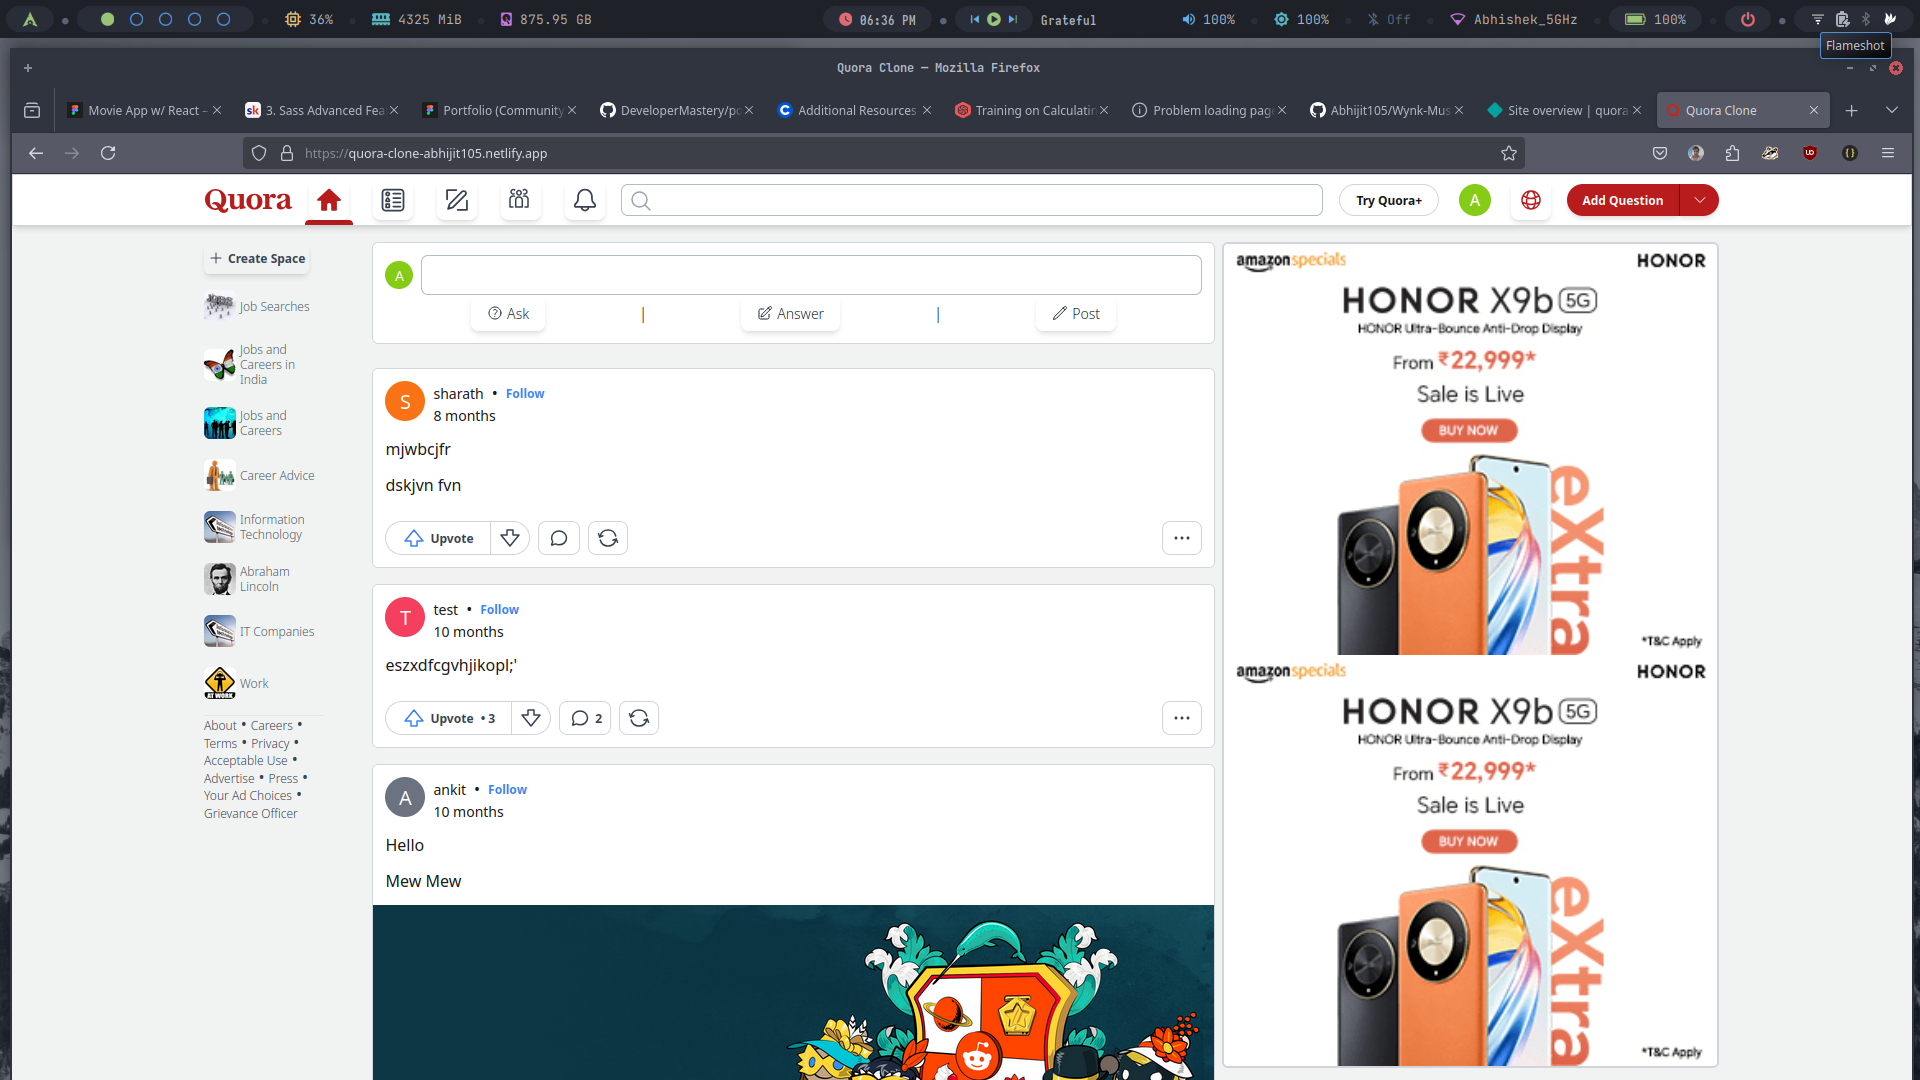 36%
4325 MiB
875.95 GB
06:36 PM
Grateful
100%
100%
Off
Abhishek_5GHz
100%
Flameshot
Quora Clone — Mozilla Firefox
Movie App w/ React –
3. Sass Advanced Fea
Portfolio (Community
DeveloperMastery/po
Additional Resources
Training on Calculatin
Problem loading page
Abhijit105/Wynk-Mus
Site overview | quora
Quora Clone
https://quora-clone-abhijit105.netlify.app
Quora
Try Quora+
A
Add Question
Create Space
Job Searches
Jobs and
Careers in
India
Jobs and
Careers
Career Advice
Information
Technology
Abraham
Lincoln
IT Companies
AT WORK
Work
About • Careers •
Terms • Privacy •
Acceptable Use •
Advertise • Press •
Your Ad Choices •
Grievance Officer
A
Ask
|
Answer
|
Post
S
sharath • Follow
8 months
mjwbcjfr
dskjvn fvn
Upvote
T
test • Follow
10 months
eszxdfcgvhjikopl;'
Upvote • 3
2
A
ankit • Follow
10 months
Hello
Mew Mew
amazonspecials
HONOR
HONOR X9b 5G
HONOR Ultra-Bounce Anti-Drop Display
From ₹22,999*
Sale is Live
BUY NOW
eXtra
*T&C Apply
amazonspecials
HONOR
HONOR X9b 5G
HONOR Ultra-Bounce Anti-Drop Display
From ₹22,999*
Sale is Live
BUY NOW
eXtra
*T&C Apply